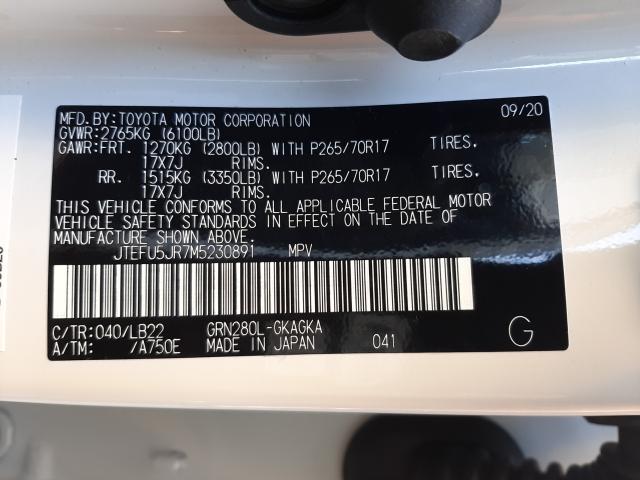 MFD.BY:TOYOTA MOTOR CORPORATION 09/20
GVWR:2765KG (6100LB)
GAWR:FRT. 1270KG (2800LB) WITH P265/70R17 TIRES.
17X7J RIMS.
RR. 1515KG (3350LB) WITH P265/70R17 TIRES.
17X7J RIMS.
THIS VEHICLE CONFORMS TO ALL APPLICABLE FEDERAL MOTOR
VEHICLE SAFETY STANDARDS IN EFFECT ON THE DATE OF
MANUFACTURE SHOWN ABOVE.
JTEFU5JR7M5230891 MPV
C/TR:040/LB22 GRN280L-GKAGKA
A/TM: /A750E MADE IN JAPAN 041 G